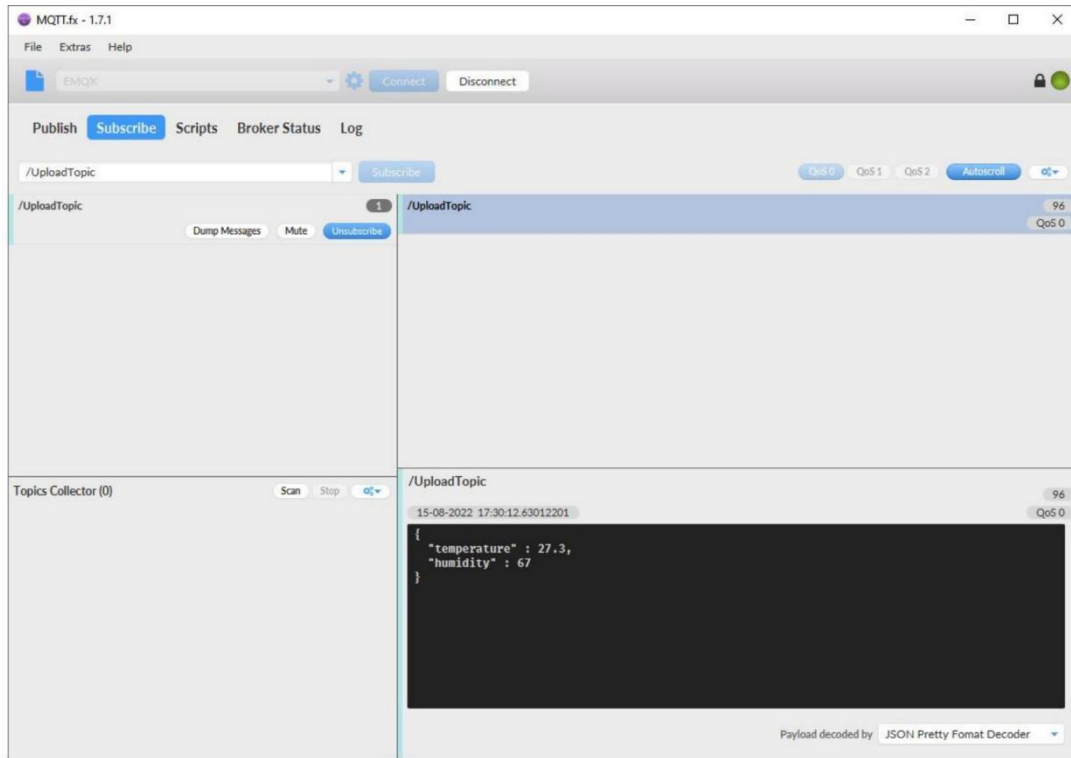 MQTT.fx - 1.7.1
File Extras Help
EMQX Connect Disconnect
Publish Subscribe Scripts Broker Status Log
/UploadTopic Subscribe QoS 0 QoS 1 QoS 2 Autoscroll
/UploadTopic 1
Dump Messages Mute Unsubscribe
/UploadTopic 96
QoS 0
Topics Collector (0) Scan Stop
/UploadTopic
96
15-08-2022 17:30:12.63012201 QoS 0
{
"temperature" : 27.3,
"humidity" : 67
}
Payload decoded by JSON Pretty Fomat Decoder